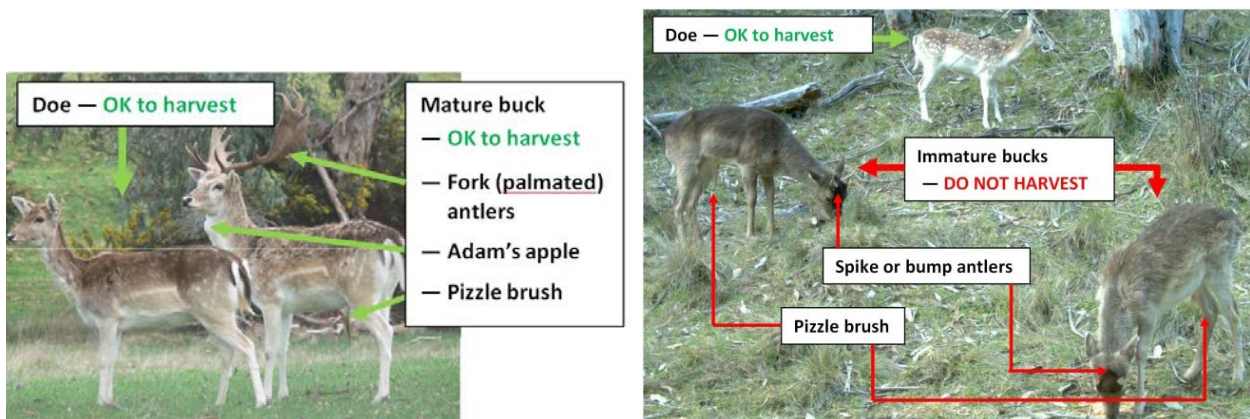 Doe — OK to harvest
Mature buck
— OK to harvest
— Fork (palmated)
antlers
— Adam’s apple
— Pizzle brush
Doe — OK to harvest
Immature bucks
— DO NOT HARVEST
Spike or bump antlers
Pizzle brush